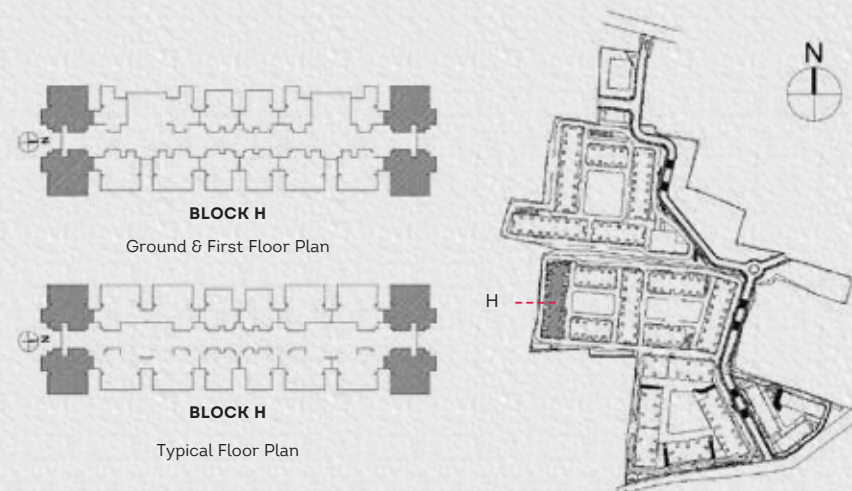 BLOCK H
Ground & First Floor Plan
N
BLOCK H
Typical Floor Plan
N
N
H